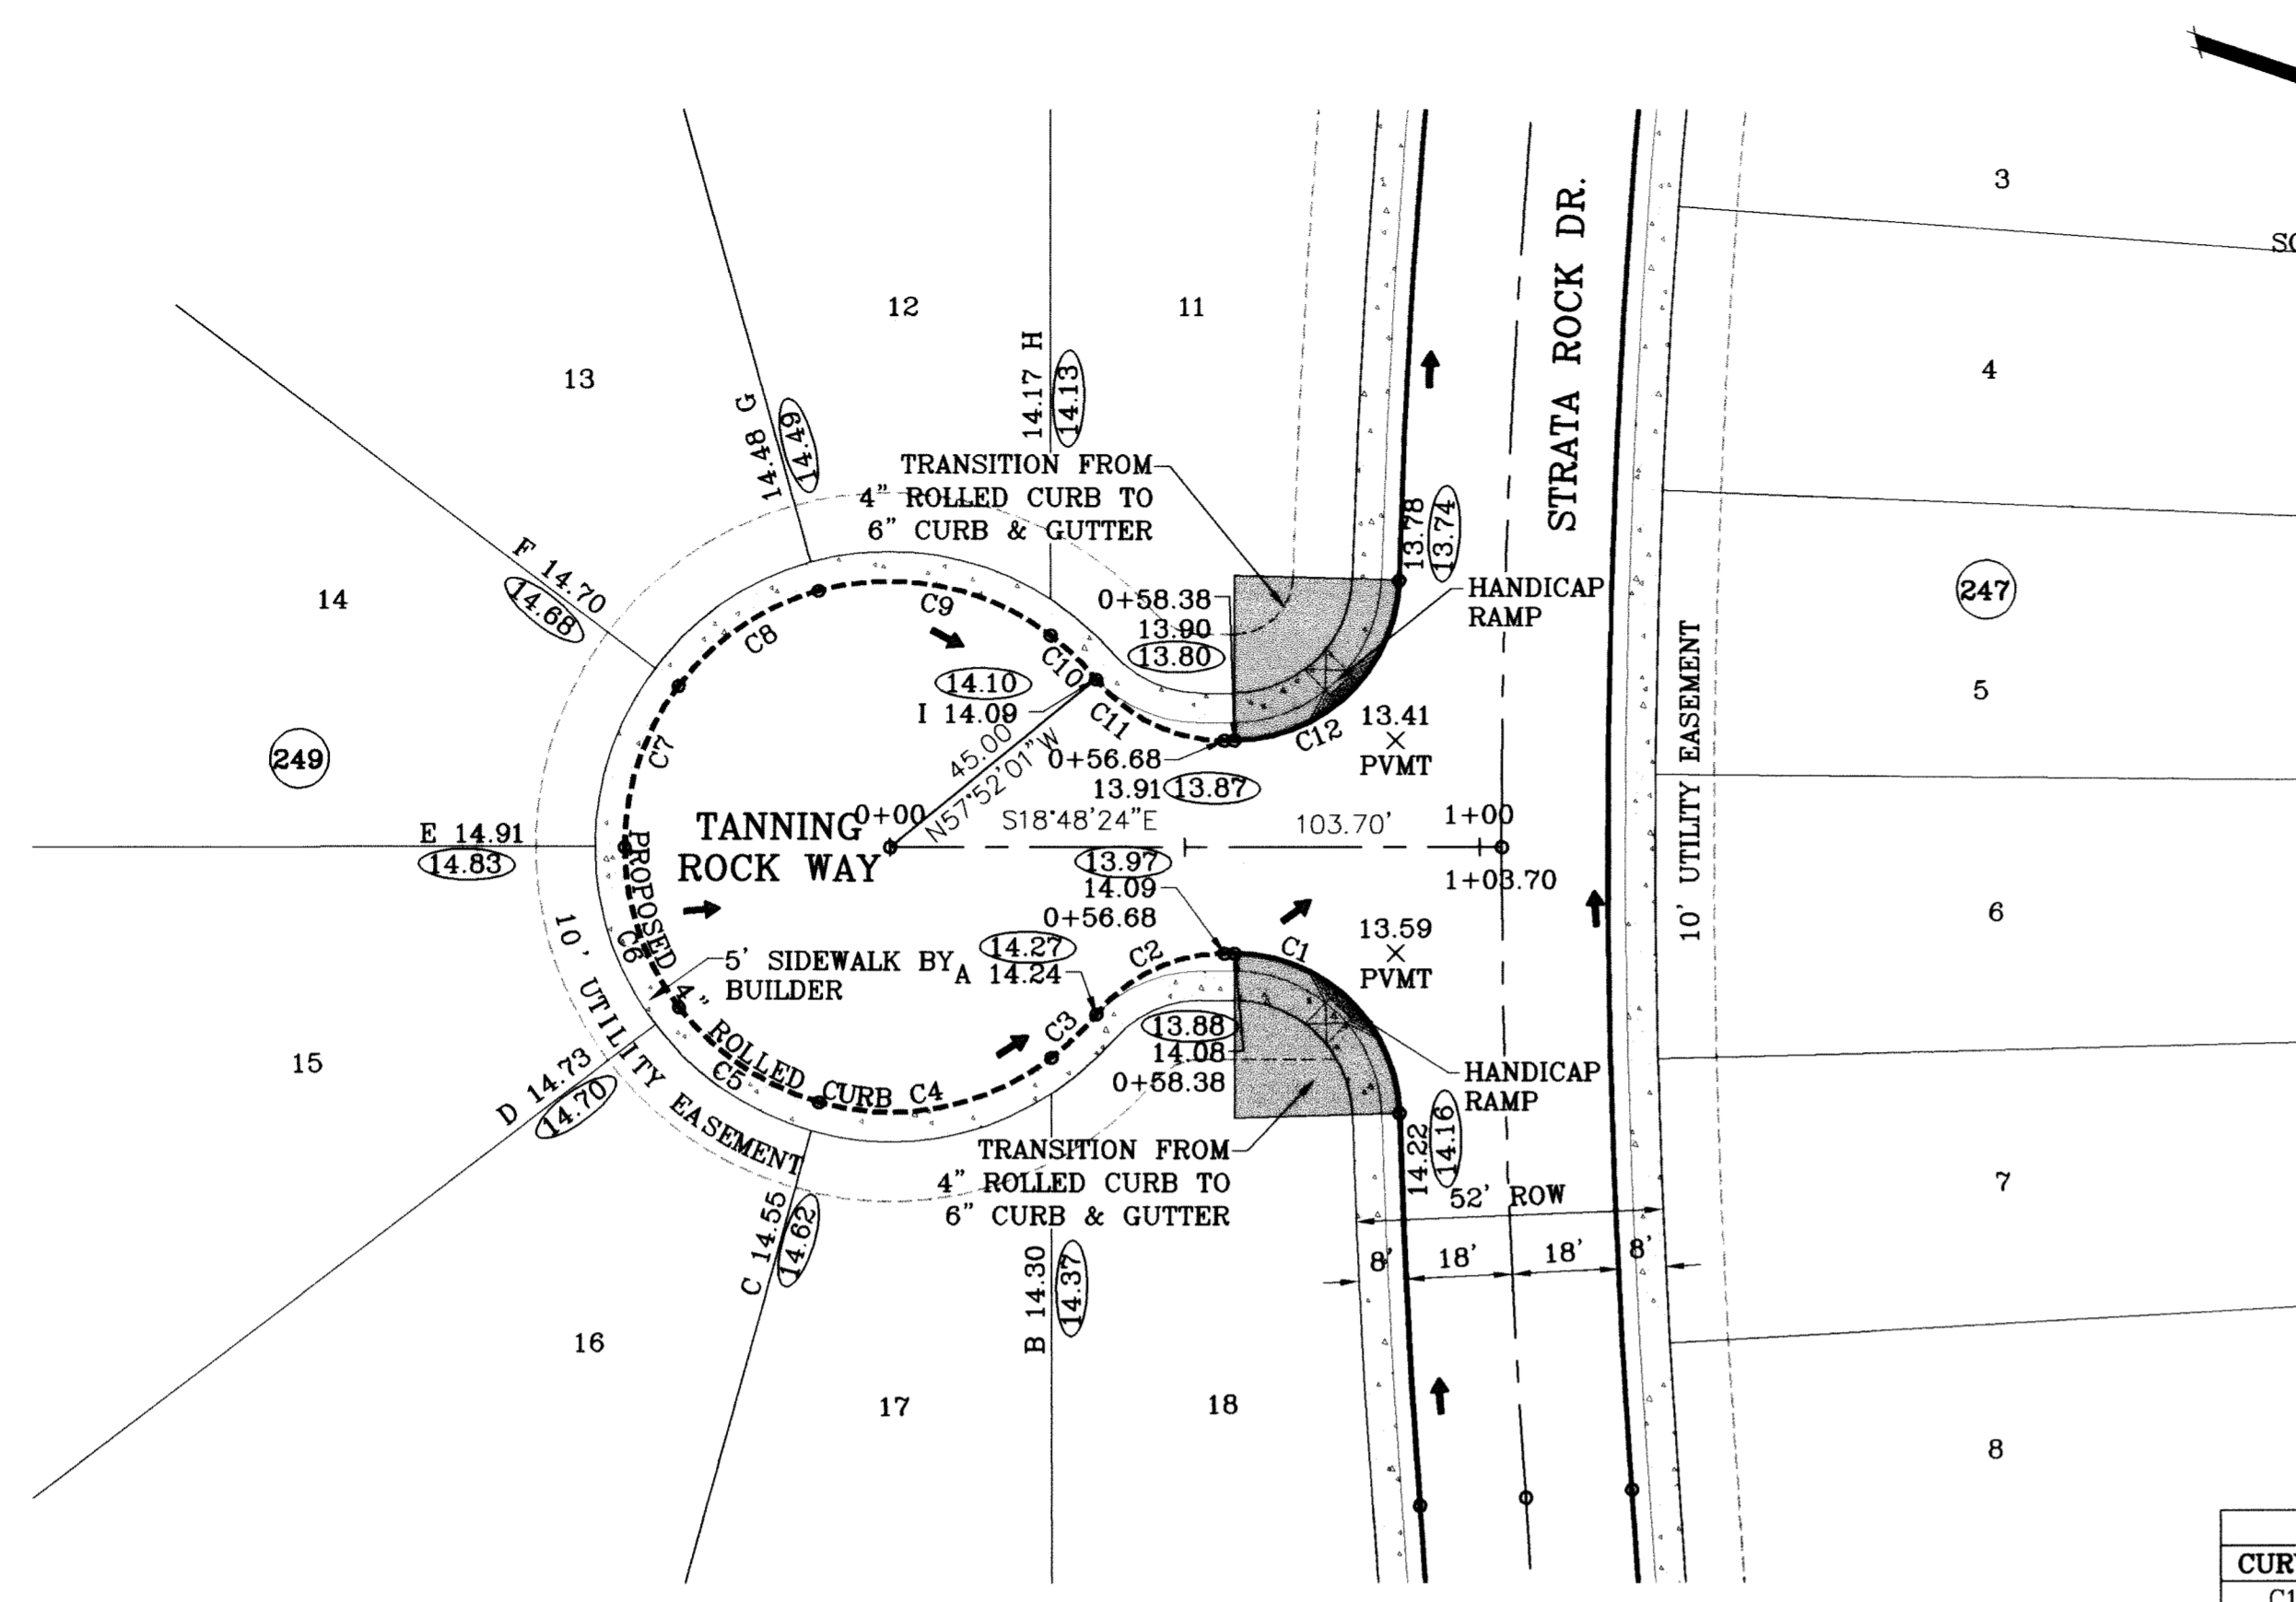 3
SC
4
STRATA ROCK DR.
12
11
13
14.17 H
14.13
14.48 G
14.49
TRANSITION FROM
4" ROLLED CURB TO
6" CURB & GUTTER
13.78
13.74
F 14.70
14.68
14
C9
C8
0+58.38
13.90
13.80
HANDICAP
RAMP
247
C10
14.10
I 14.09
C11
C12
13.41
×
PVMT
5
C7
249
45.00'
N57°52'01"W
0+56.68
13.91
13.87
10' UTILITY EASEMENT
TANNING
ROCK WAY
0+00
S18°48'24"E
103.70'
1+00
E 14.91
14.83
13.97
14.09
0+56.68
1+03.70
6
PROPOSED 4" ROLLED CURB
10' UTILITY EASEMENT
C6
5' SIDEWALK BY
BUILDER
14.27
A 14.24
C2
C1
13.59
×
PVMT
C3
13.88
14.08
0+58.38
HANDICAP
RAMP
15
D 14.73
14.70
C5
C4
TRANSITION FROM
4" ROLLED CURB TO
6" CURB & GUTTER
14.22
14.16
52' ROW
7
C 14.55
14.62
B 14.30
14.37
8'
18'
18'
8'
16
17
18
8
CUR
C1